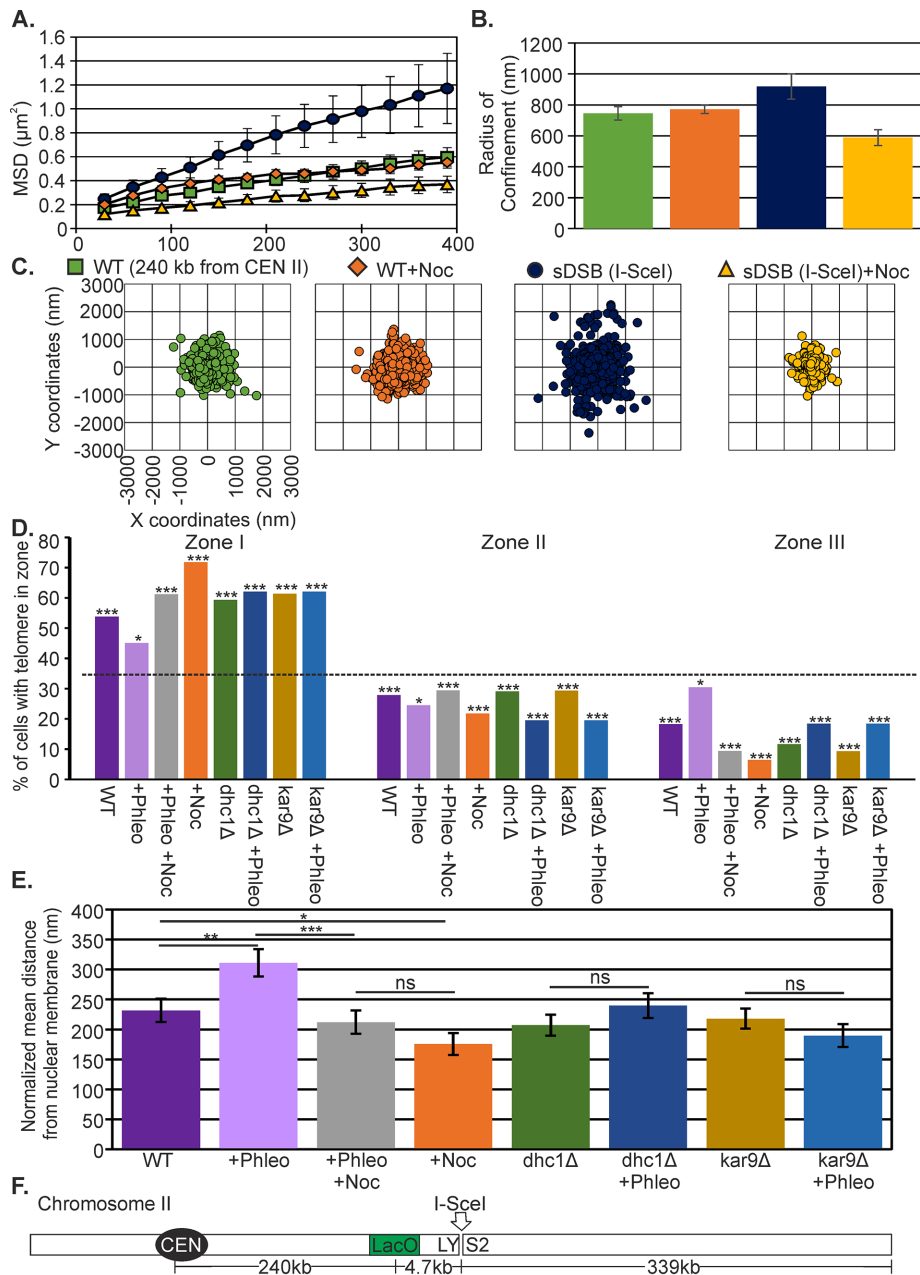 A.
1.6
1.4
1.2
1.0
0.8
0.6
0.4
0.2
0
MSD (μm²)
0 100 200 300 400
B.
1200
1000
800
600
400
200
0
Radius of
Confinement (nm)
C.
WT (240 kb from CEN II)
WT+Noc
sDSB (I-SceI)
sDSB (I-SceI)+Noc
3000
2000
1000
0
-1000
-2000
-3000
Y coordinates (nm)
-3000 -2000 -1000 0 1000 2000 3000
X coordinates (nm)
D.
Zone I Zone II Zone III
80
70
60
50
40
30
20
10
0
% of cells with telomere in zone
*** * *** *** *** *** *** ***
*** * *** *** *** *** *** ***
*** * *** *** *** *** *** ***
WT
+Phleo
+Phleo
+Noc
+Noc
dhc1Δ
dhc1Δ
+Phleo
kar9Δ
kar9Δ
+Phleo
WT
+Phleo
+Phleo
+Noc
+Noc
dhc1Δ
dhc1Δ
+Phleo
kar9Δ
kar9Δ
+Phleo
WT
+Phleo
+Phleo
+Noc
+Noc
dhc1Δ
dhc1Δ
+Phleo
kar9Δ
kar9Δ
+Phleo
E.
400
350
300
250
200
150
100
50
0
Normalized mean distance
from nuclear membrane (nm)
*
** ***
ns ns ns
WT
+Phleo
+Phleo
+Noc
+Noc
dhc1Δ
dhc1Δ
+Phleo
kar9Δ
kar9Δ
+Phleo
F.
Chromosome II
I-SceI
CEN LacO LY S2
240kb 4.7kb 339kb